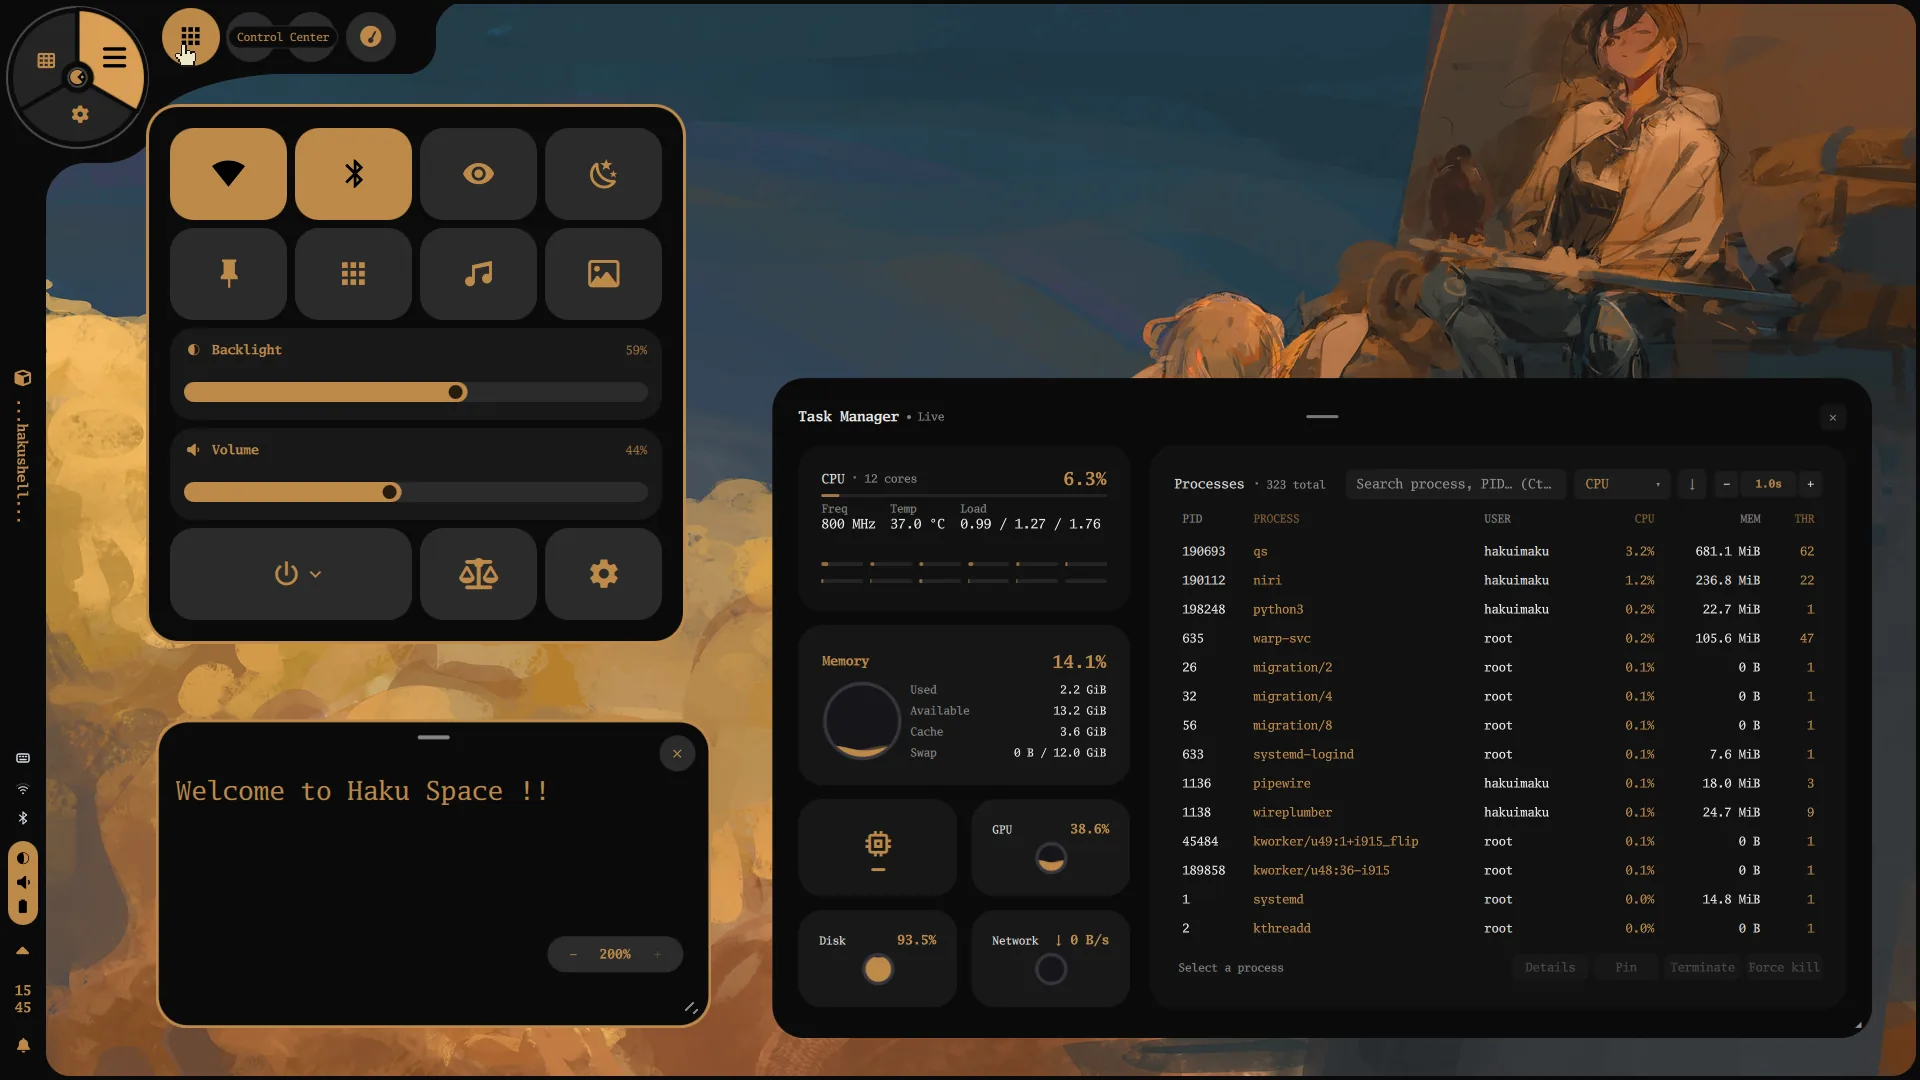 Control Center
Backlight
59%
Volume
44%
...hakushell...
15
45
Welcome to Haku Space !!
− 200% +
Task Manager • Live
CPU · 12 cores 6.3%
Freq Temp Load
800 MHz 37.0 °C 0.99 / 1.27 / 1.76
Memory 14.1%
Used 2.2 GiB
Available 13.2 GiB
Cache 3.6 GiB
Swap 0 B / 12.0 GiB
GPU 38.6%
Disk 93.5%
Network ↓ 0 B/s
Processes · 323 total Search process, PID… (Ct… CPU ↓ − 1.0s +
PID PROCESS USER CPU MEM THR
190693 qs hakuimaku 3.2% 681.1 MiB 62
190112 niri hakuimaku 1.2% 236.8 MiB 22
198248 python3 hakuimaku 0.2% 22.7 MiB 1
635 warp-svc root 0.2% 105.6 MiB 47
26 migration/2 root 0.1% 0 B 1
32 migration/4 root 0.1% 0 B 1
56 migration/8 root 0.1% 0 B 1
633 systemd-logind root 0.1% 7.6 MiB 1
1136 pipewire hakuimaku 0.1% 18.0 MiB 3
1138 wireplumber hakuimaku 0.1% 24.7 MiB 9
45484 kworker/u49:1+i915_flip root 0.1% 0 B 1
189858 kworker/u48:36-i915 root 0.1% 0 B 1
1 systemd root 0.0% 14.8 MiB 1
2 kthreadd root 0.0% 0 B 1
Select a process Details Pin Terminate Force kill